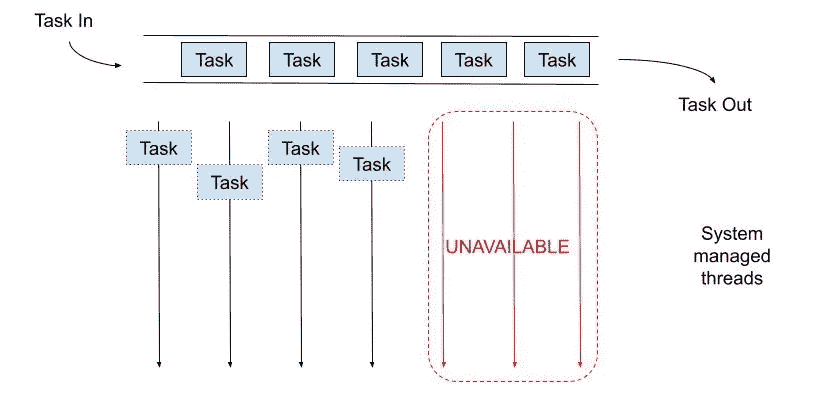 Task In
Task
Task
Task
Task
Task
Task Out
Task
Task
Task
Task
UNAVAILABLE
System
managed
threads